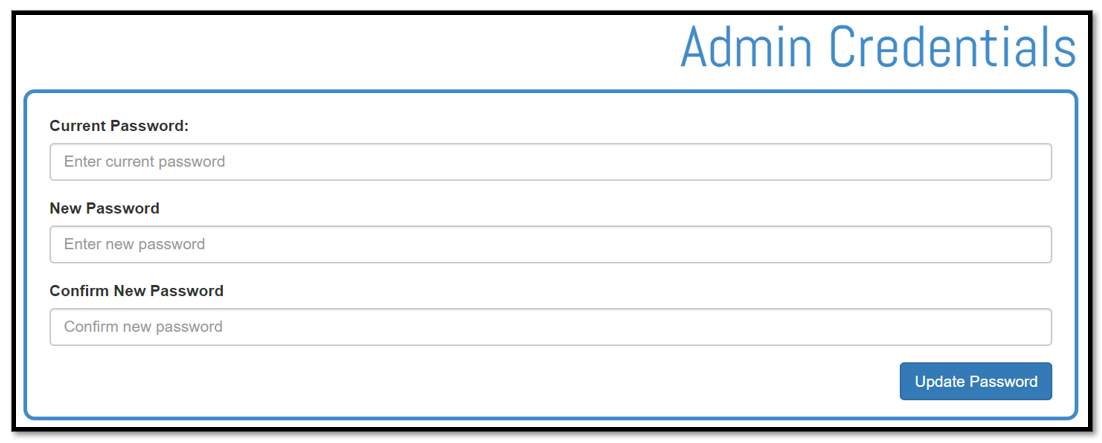 Admin Credentials
Current Password:
Enter current password
New Password
Enter new password
Confirm New Password
Confirm new password
Update Password